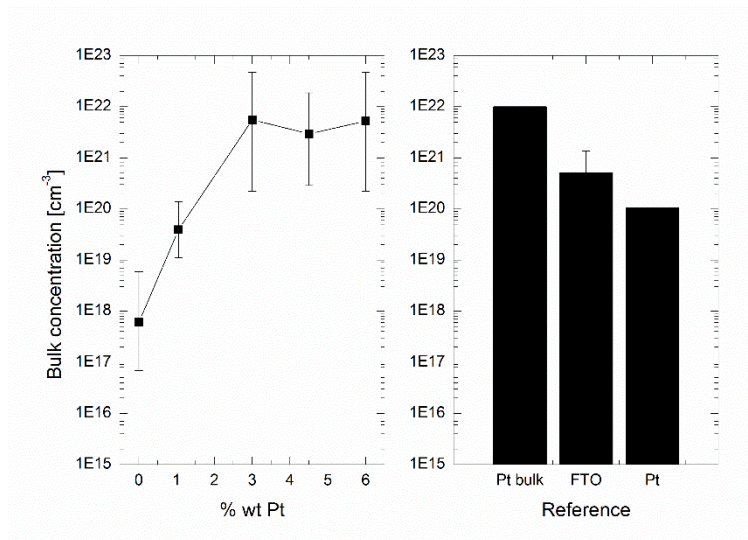 Bulk concentration [cm-3]
1E23
1E22
1E21
1E20
1E19
1E18
1E17
1E16
1E15
0 1 2 3 4 5 6
% wt Pt
1E23
1E22
1E21
1E20
1E19
1E18
1E17
1E16
1E15
Pt bulk FTO Pt
Reference